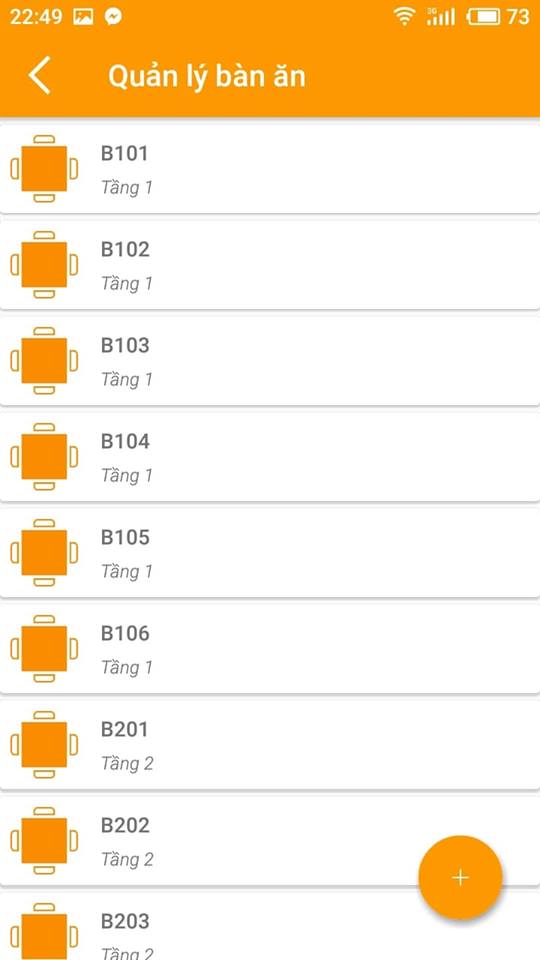 22:49 3G 73
Quản lý bàn ăn
B101
Tầng 1
B102
Tầng 1
B103
Tầng 1
B104
Tầng 1
B105
Tầng 1
B106
Tầng 1
B201
Tầng 2
B202
Tầng 2
+
B203
Tầng 2